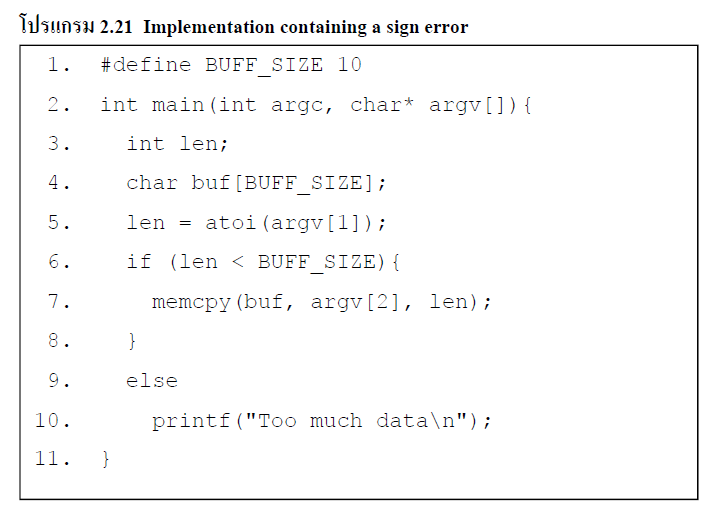 โปรแกรม 2.21 Implementation containing a sign error
1. #define BUFF_SIZE 10
2. int main(int argc, char* argv[]){
3. int len;
4. char buf[BUFF_SIZE];
5. len = atoi(argv[1]);
6. if (len < BUFF_SIZE){
7. memcpy(buf, argv[2], len);
8. }
9. else
10. printf("Too much data\n");
11. }